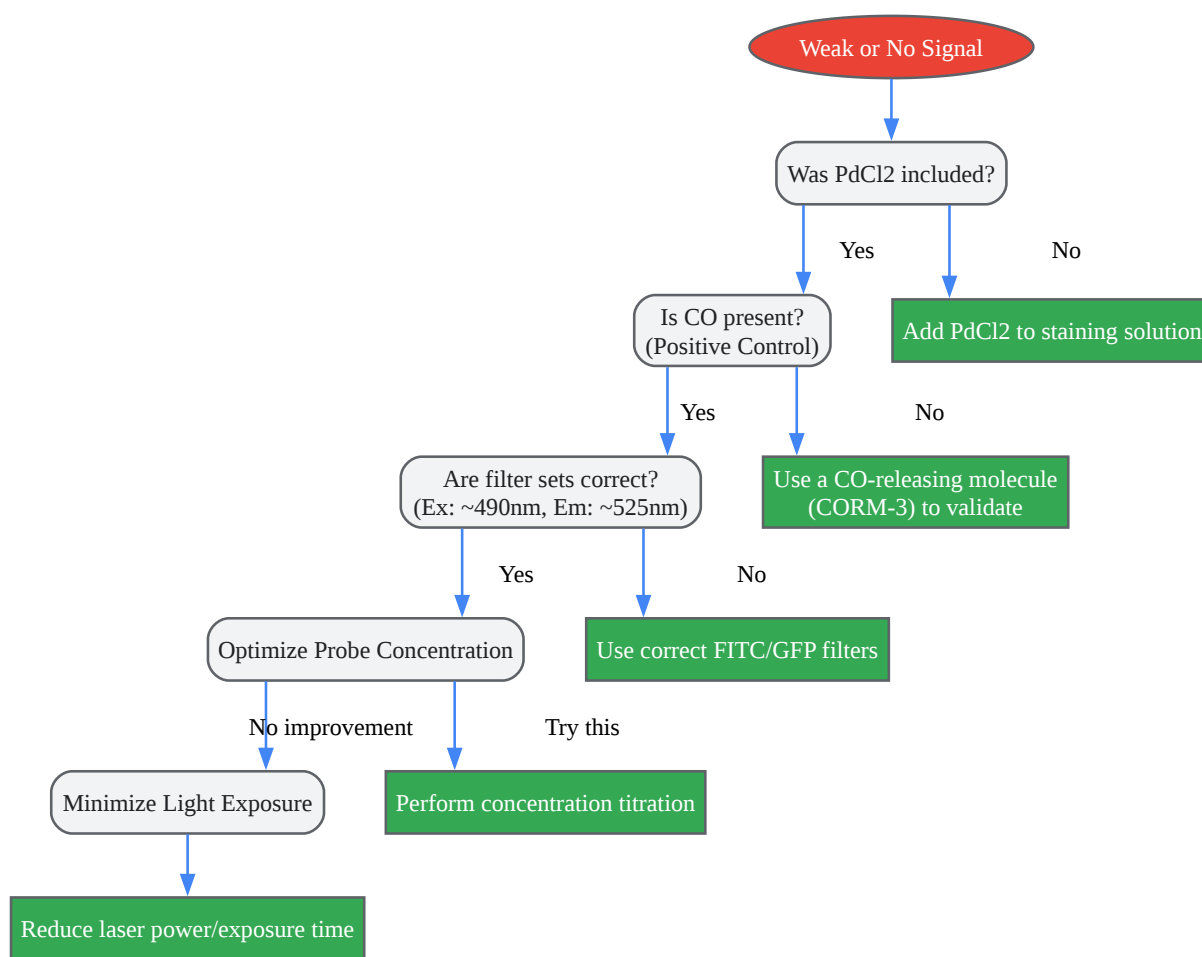 Weak or No Signal
Was PdCl2 included?
Yes
No
Is CO present?
(Positive Control)
Add PdCl2 to staining solution
Yes
No
Are filter sets correct?
(Ex: ~490nm, Em: ~525nm)
Use a CO-releasing molecule
(CORM-3) to validate
Yes
No
Optimize Probe Concentration
Use correct FITC/GFP filters
No improvement
Try this
Minimize Light Exposure
Perform concentration titration
Reduce laser power/exposure time